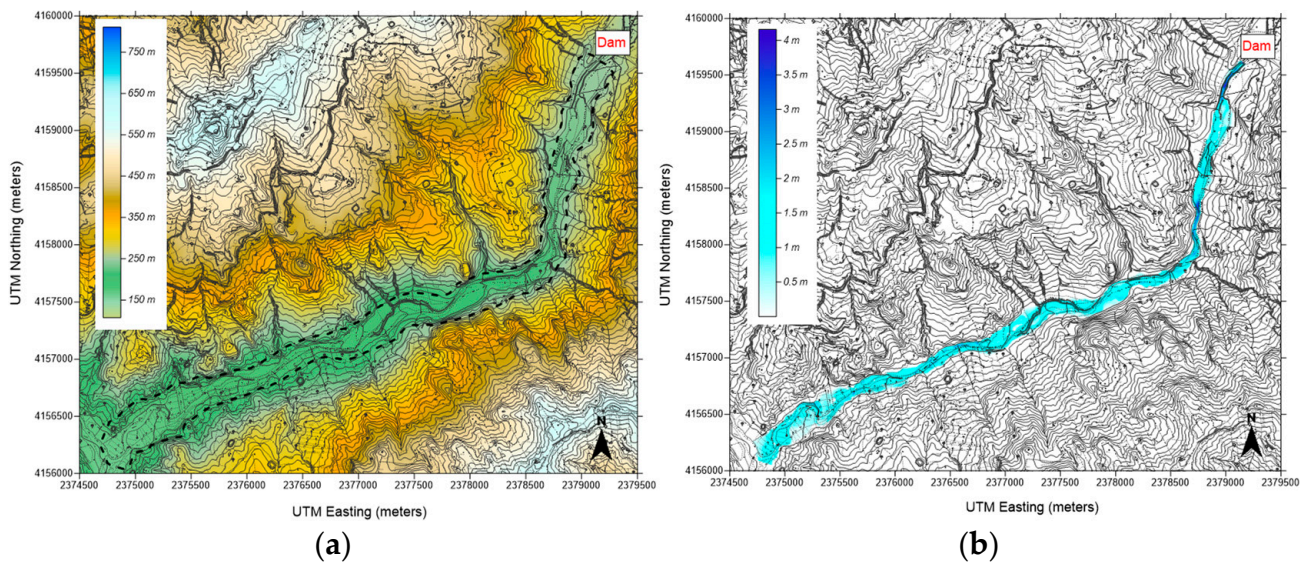 4160000
4159500
4159000
4158500
4158000
4157500
4157000
4156500
4156000
UTM Northing (meters)
750 m
650 m
550 m
450 m
350 m
250 m
150 m
Dam
N
2374500 2375000 2375500 2376000 2376500 2377000 2377500 2378000 2378500 2379000 2379500
UTM Easting (meters)
(a)
4160000
4159500
4159000
4158500
4158000
4157500
4157000
4156500
4156000
UTM Northing (meters)
4 m
3.5 m
3 m
2.5 m
2 m
1.5 m
1 m
0.5 m
Dam
N
2374500 2375000 2375500 2376000 2376500 2377000 2377500 2378000 2378500 2379000 2379500
UTM Easting (meters)
(b)